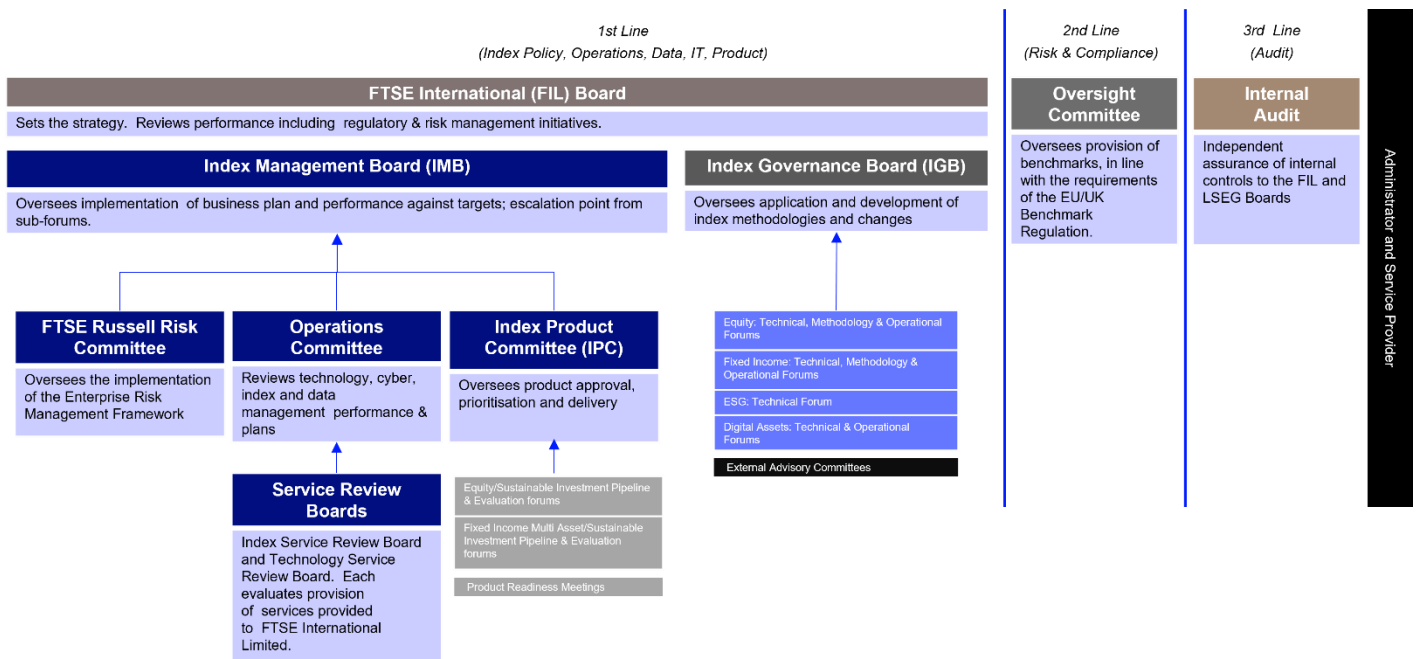 1st Line
(Index Policy, Operations, Data, IT, Product)
2nd Line
(Risk & Compliance)
3rd Line
(Audit)
FTSE International (FIL) Board
Sets the strategy. Reviews performance including regulatory & risk management initiatives.
Index Management Board (IMB)
Oversees implementation of business plan and performance against targets; escalation point from
sub-forums.
Index Governance Board (IGB)
Oversees application and development of
index methodologies and changes
Oversight
Committee
Oversees provision of
benchmarks, in line
with the requirements
of the EU/UK
Benchmark
Regulation.
Internal
Audit
Independent
assurance of internal
controls to the FIL and
LSEG Boards
Administrator and Service Provider
FTSE Russell Risk
Committee
Oversees the implementation
of the Enterprise Risk
Management Framework
Operations
Committee
Reviews technology, cyber,
index and data
management performance &
plans
Index Product
Committee (IPC)
Oversees product approval,
prioritisation and delivery
Equity: Technical, Methodology & Operational
Forums
Fixed Income: Technical, Methodology &
Operational Forums
ESG: Technical Forum
Digital Assets: Technical & Operational
Forums
External Advisory Committees
Service Review
Boards
Index Service Review Board
and Technology Service
Review Board. Each
evaluates provision
of services provided
to FTSE International
Limited.
Equity/Sustainable Investment Pipeline
& Evaluation forums
Fixed Income Multi Asset/Sustainable
Investment Pipeline & Evaluation
forums
Product Readiness Meetings